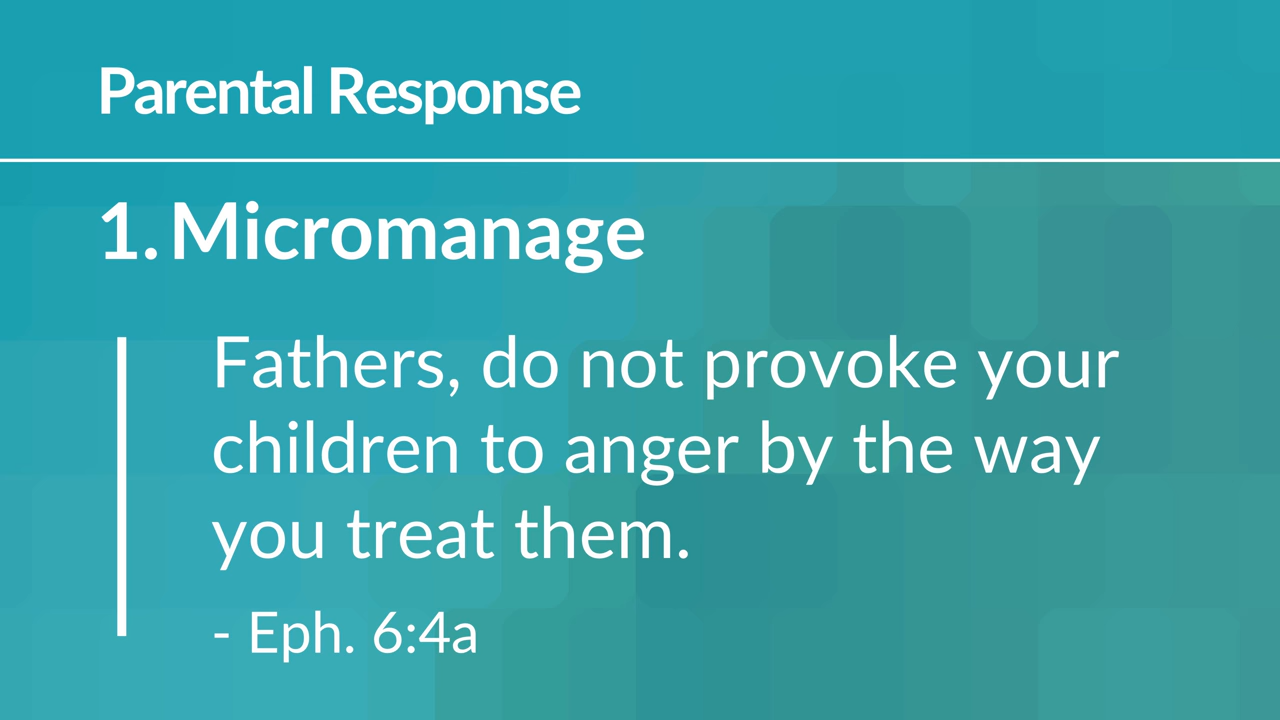 Parental Response
1. Micromanage
Fathers, do not provoke your
children to anger by the way
you treat them.
- Eph. 6:4a